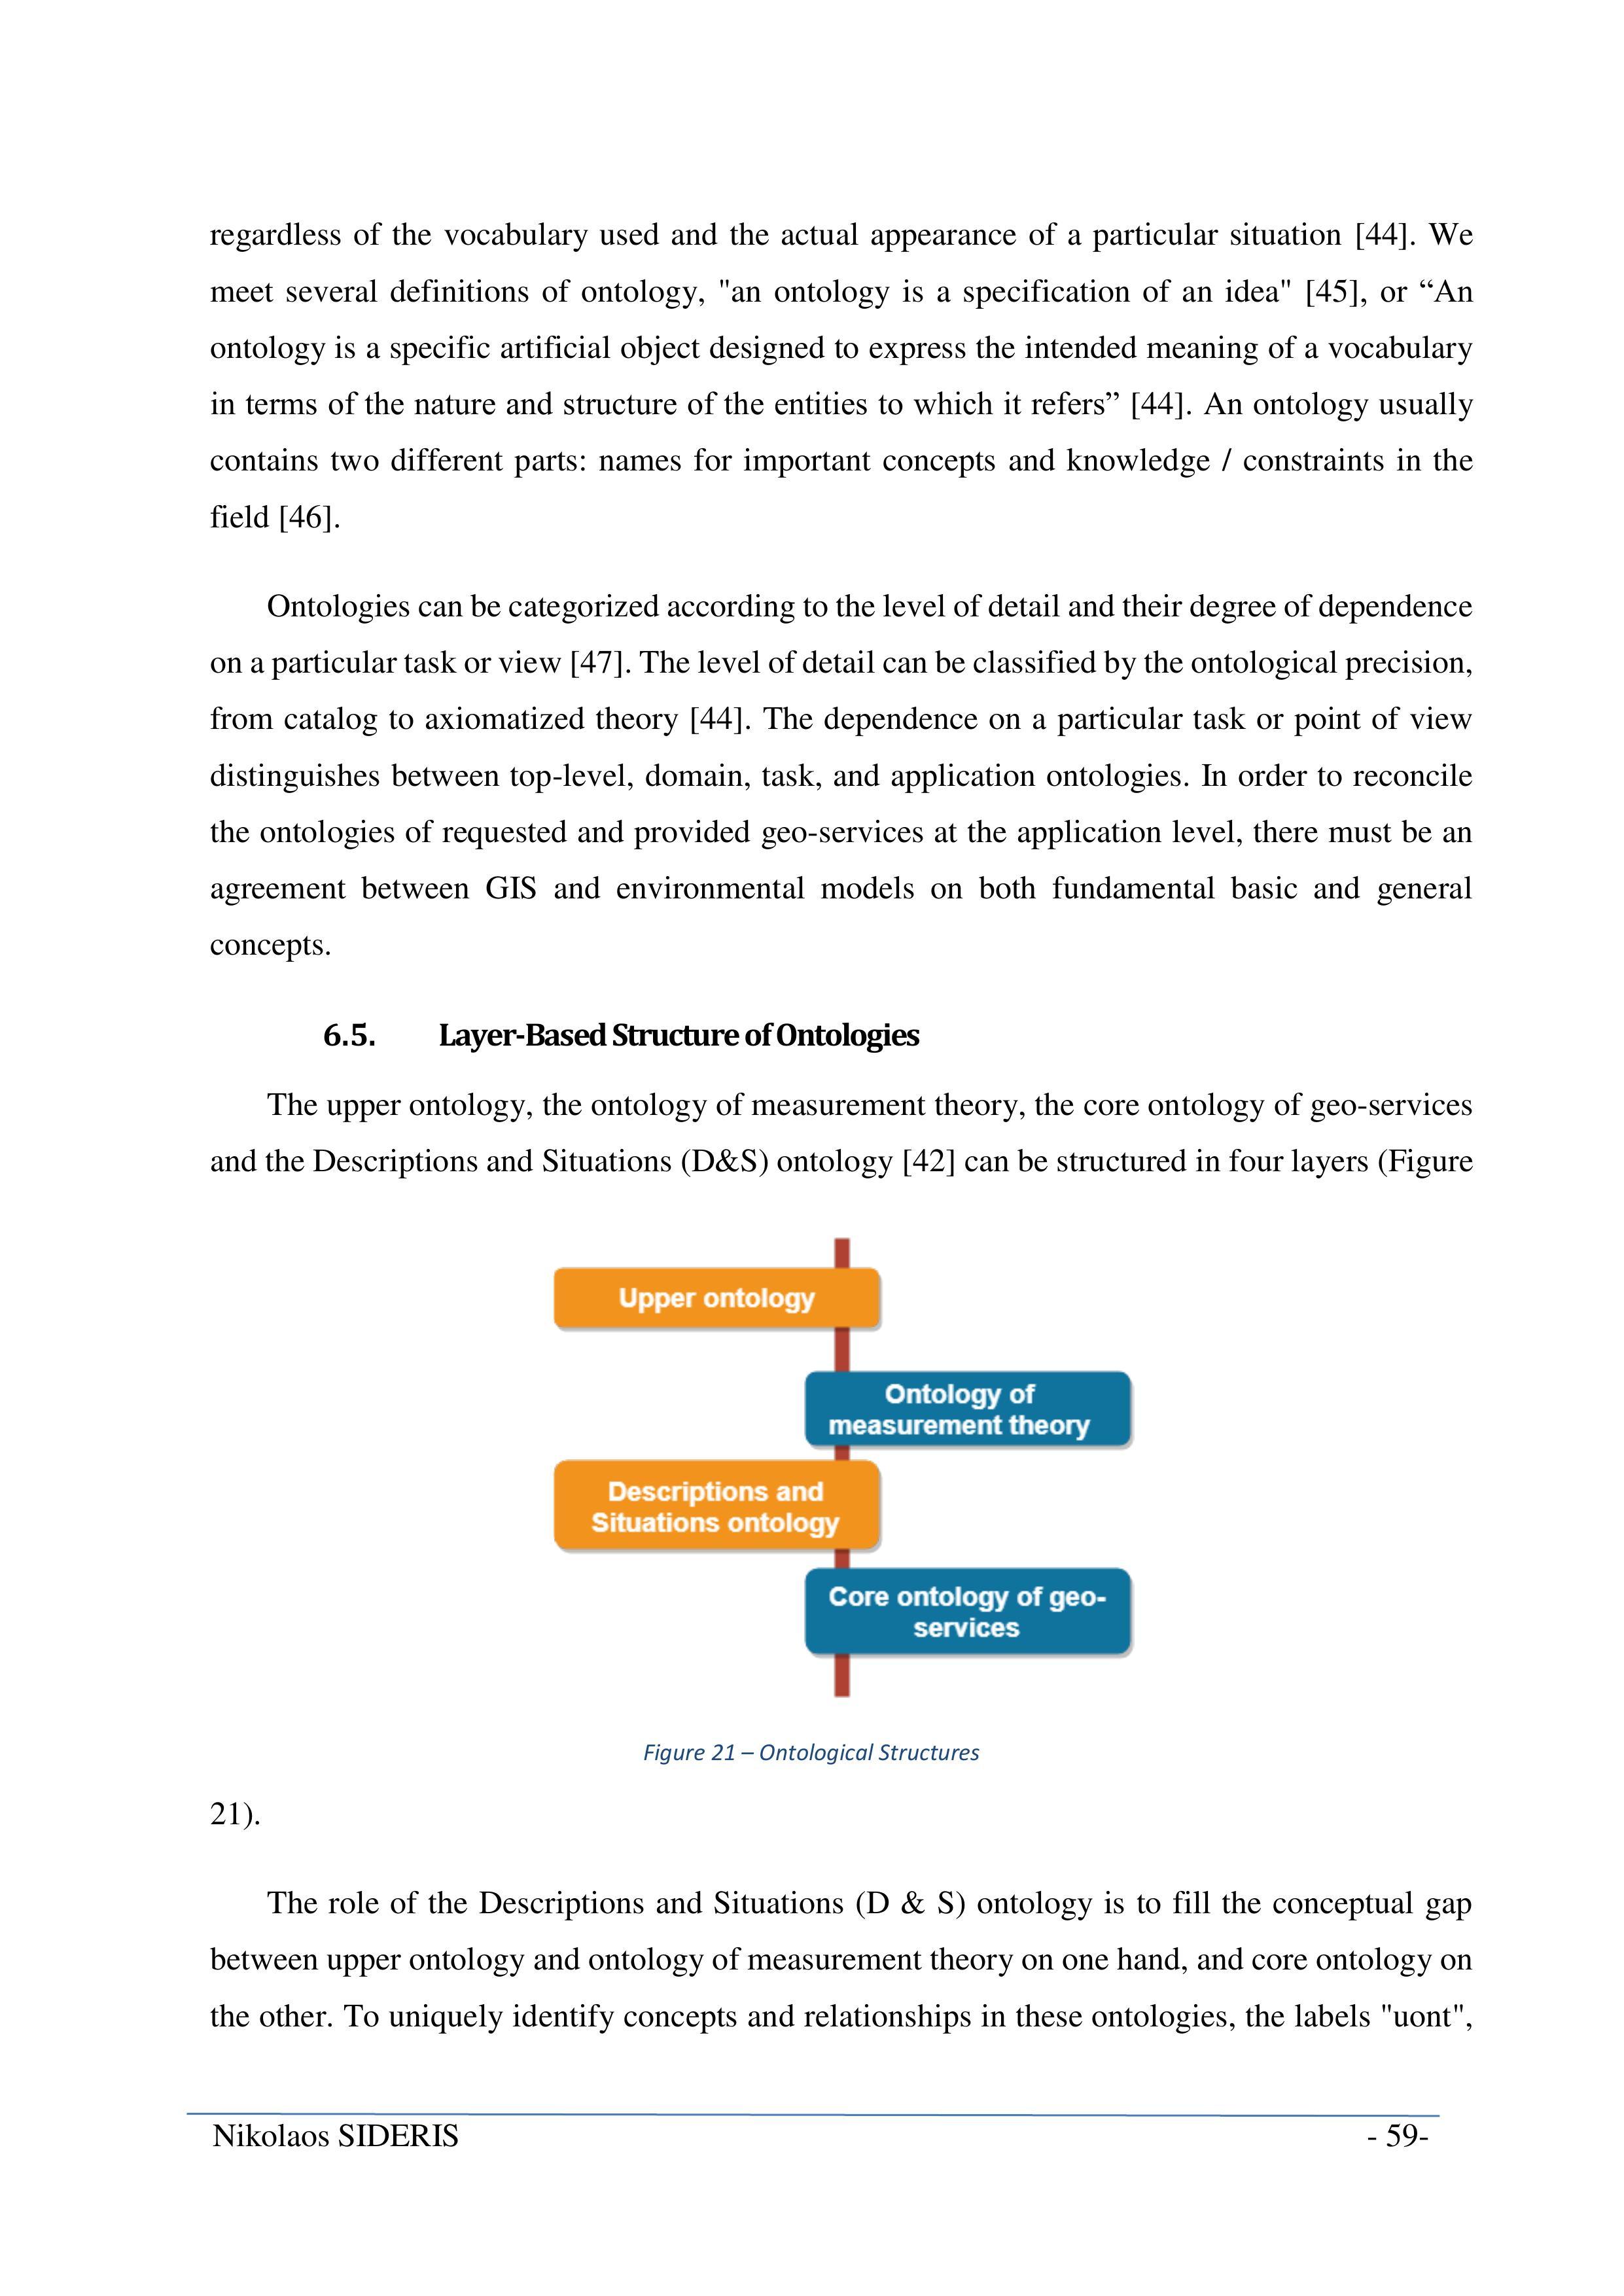 regardless of the vocabulary used and the actual appearance of a particular situation [44]. We
meet several definitions of ontology, "an ontology is a specification of an idea" [45], or “An
ontology is a specific artificial object designed to express the intended meaning of a vocabulary
in terms of the nature and structure of the entities to which it refers” [44]. An ontology usually
contains two different parts: names for important concepts and knowledge / constraints in the
field [46].
Ontologies can be categorized according to the level of detail and their degree of dependence
on a particular task or view [47]. The level of detail can be classified by the ontological precision,
from catalog to axiomatized theory [44]. The dependence on a particular task or point of view
distinguishes between top-level, domain, task, and application ontologies. In order to reconcile
the ontologies of requested and provided geo-services at the application level, there must be an
agreement between GIS and environmental models on both fundamental basic and general
concepts.
6.5. Layer-Based Structure of Ontologies
The upper ontology, the ontology of measurement theory, the core ontology of geo-services
and the Descriptions and Situations (D&S) ontology [42] can be structured in four layers (Figure
Upper ontology
Ontology of
measurement theory
Descriptions and
Situations ontology
Core ontology of geo-
services
Figure 21 – Ontological Structures
21).
The role of the Descriptions and Situations (D & S) ontology is to fill the conceptual gap
between upper ontology and ontology of measurement theory on one hand, and core ontology on
the other. To uniquely identify concepts and relationships in these ontologies, the labels "uont",
Nikolaos SIDERIS - 59-